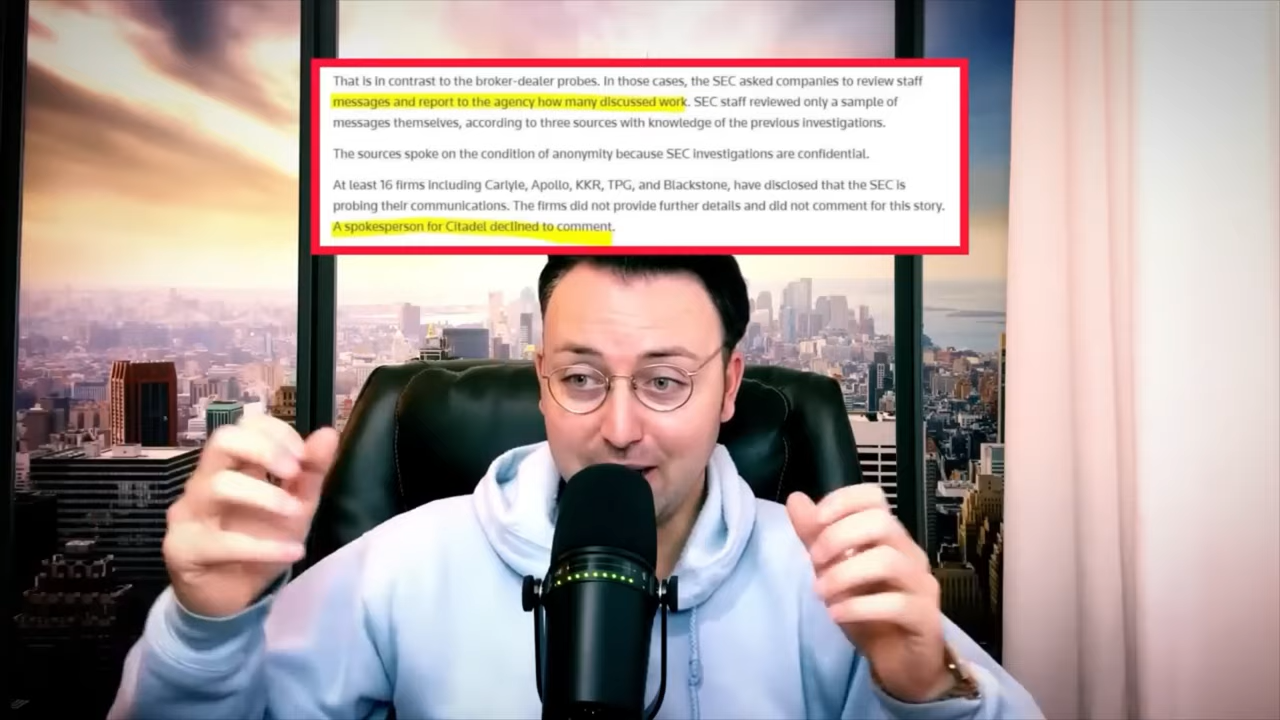 That is in contrast to the broker-dealer probes. In those cases, the SEC asked companies to review staff
messages and report to the agency how many discussed work. SEC staff reviewed only a sample of
messages themselves, according to three sources with knowledge of the previous investigations.
The sources spoke on the condition of anonymity because SEC investigations are confidential.
At least 16 firms including Carlyle, Apollo, KKR, TPG, and Blackstone, have disclosed that the SEC is
probing their communications. The firms did not provide further details and did not comment for this story.
A spokesperson for Citadel declined to comment.